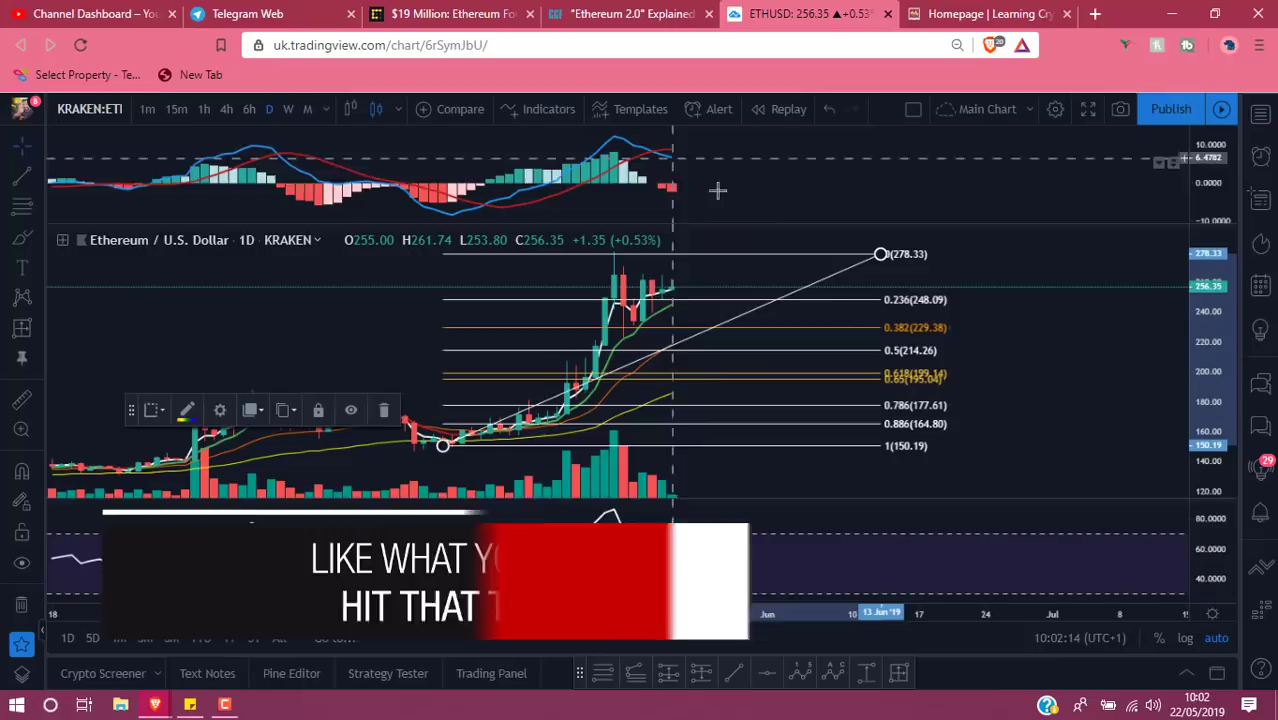 Channel Dashboard – You
Telegram Web
$19 Million: Ethereum Fo
"Ethereum 2.0" Explained
ETHUSD: 256.35 ▲+0.53%
Homepage | Learning Cry
uk.tradingview.com/chart/6rSymJbU/
20
Select Property - Te...
New Tab
8
KRAKEN:ETH
1m 15m 1h 4h 6h D W M
Compare
Indicators
Templates
Alert
Replay
Main Chart
Publish
10.0000
6.4782
0.0000
-10.0000
Ethereum / U.S. Dollar · 1D · KRAKEN
O255.00 H261.74 L253.80 C256.35 +1.35 (+0.53%)
0(278.33)
278.33
256.35
0.236(248.09)
240.00
0.382(229.38)
220.00
0.5(214.26)
200.00
0.618(199.14)
0.65(195.04)
180.00
0.786(177.61)
0.886(164.80)
160.00
1(150.19)
150.19
140.00
120.00
29
80.0000
60.0000
40.0000
LIKE WHAT Y
HIT THAT
18
Jun
10
13 Jun '19
17
24
Jul
8
1D 5D
10:02:14 (UTC+1)
% log auto
Crypto Screener
Text Notes
Pine Editor
Strategy Tester
Trading Panel
10:02
22/05/2019